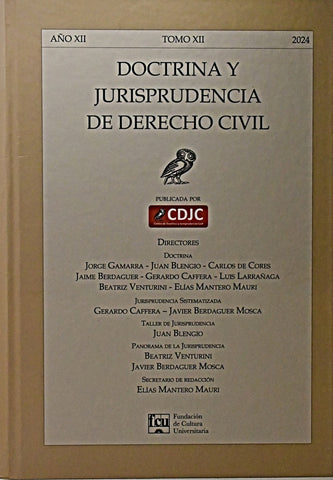 AÑO XII TOMO XII 2024
DOCTRINA Y
JURISPRUDENCIA
DE DERECHO CIVIL
PUBLICADA POR
CDJC
DIRECTORES
DOCTRINA
JORGE GAMARRA - JUAN BLENGIO - CARLOS DE CORES
JAIME BERDAGUER - GERARDO CAFFERA - LUIS LARRAÑAGA
BEATRIZ VENTURINI - ELÍAS MANTERO MAURI
JURISPRUDENCIA SISTEMATIZADA
GERARDO CAFFERA – JAVIER BERDAGUER MOSCA
TALLER DE JURISPRUDENCIA
JUAN BLENGIO
PANORAMA DE LA JURISPRUDENCIA
BEATRIZ VENTURINI
JAVIER BERDAGUER MOSCA
SECRETARIO DE REDACCIÓN
ELÍAS MANTERO MAURI
fcu Fundación
de Cultura
Universitaria